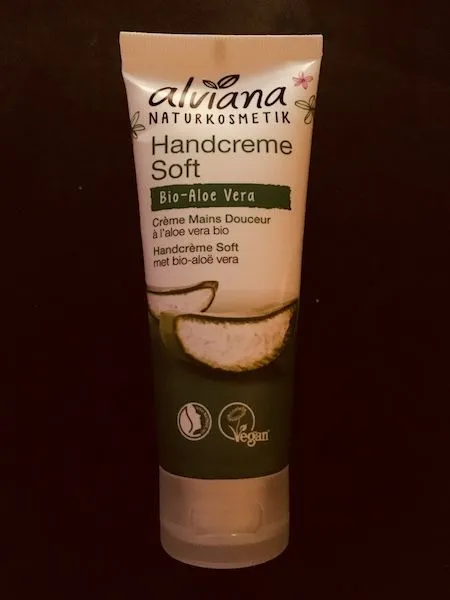 alviana
NATURKOSMETIK
Handcreme
Soft
Bio-Aloe Vera
Crème Mains Douceur
à l'aloe vera bio
Handcrème Soft
met bio-aloë vera
Vegan